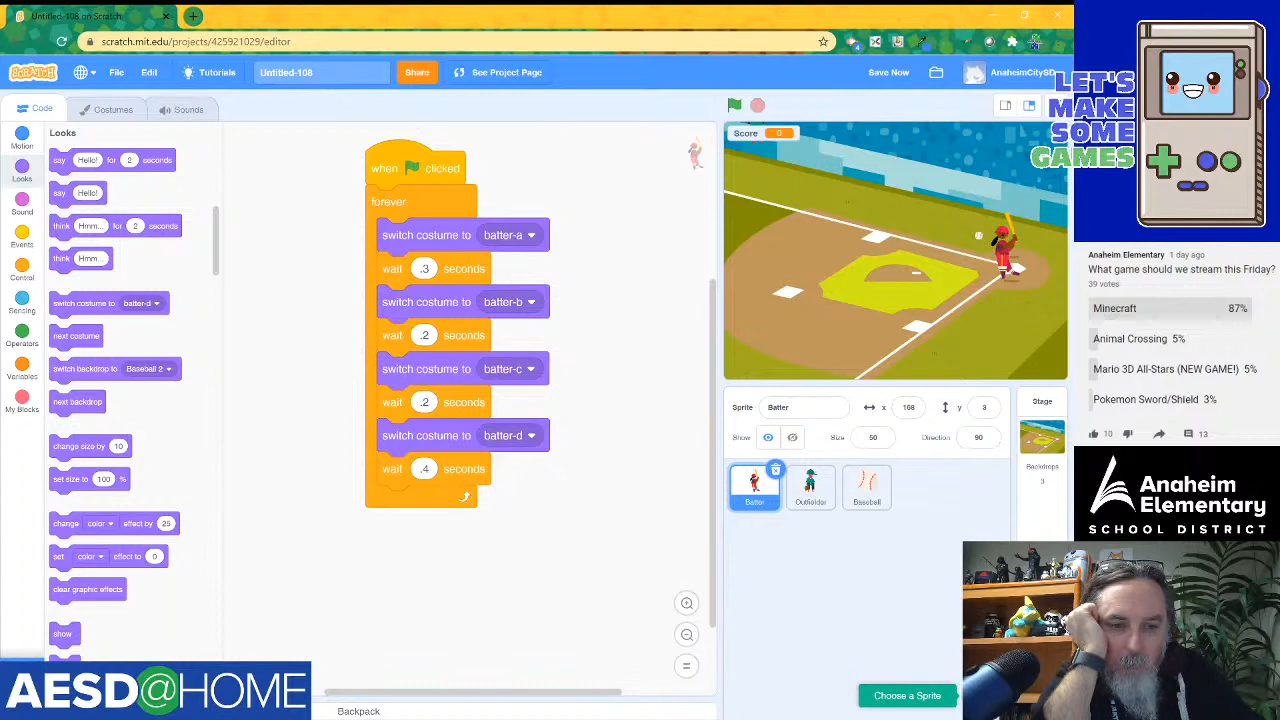 Untitled-108 on Scratch
scratch.mit.edu/projects/425921029/editor
SCRATCH
File
Edit
Tutorials
Untitled-108
Share
See Project Page
Save Now
AnaheimCitySD
Code
Costumes
Sounds
Motion
Looks
Sound
Events
Control
Sensing
Operators
Variables
My Blocks
Looks
say Hello! for 2 seconds
say Hello!
think Hmm... for 2 seconds
think Hmm...
switch costume to batter-d
next costume
switch backdrop to Baseball 2
next backdrop
change size by 10
set size to 100 %
change color effect by 25
set color effect to 0
clear graphic effects
show
when clicked
forever
switch costume to batter-a
wait .3 seconds
switch costume to batter-b
wait .2 seconds
switch costume to batter-c
wait .2 seconds
switch costume to batter-d
wait .4 seconds
Backpack
Score 0
Sprite Batter x 168 y 3
Show Size 50 Direction 90
Batter
Outfielder
Baseball
Stage
Backdrops
3
Choose a Sprite
LET'S
MAKE
SOME
GAMES
Anaheim Elementary 1 day ago
What game should we stream this Friday?
39 votes
Minecraft 87%
Animal Crossing 5%
Mario 3D All-Stars (NEW GAME!) 5%
Pokemon Sword/Shield 3%
10 13
Anaheim
Elementary
SCHOOL DISTRICT
AESD@HOME